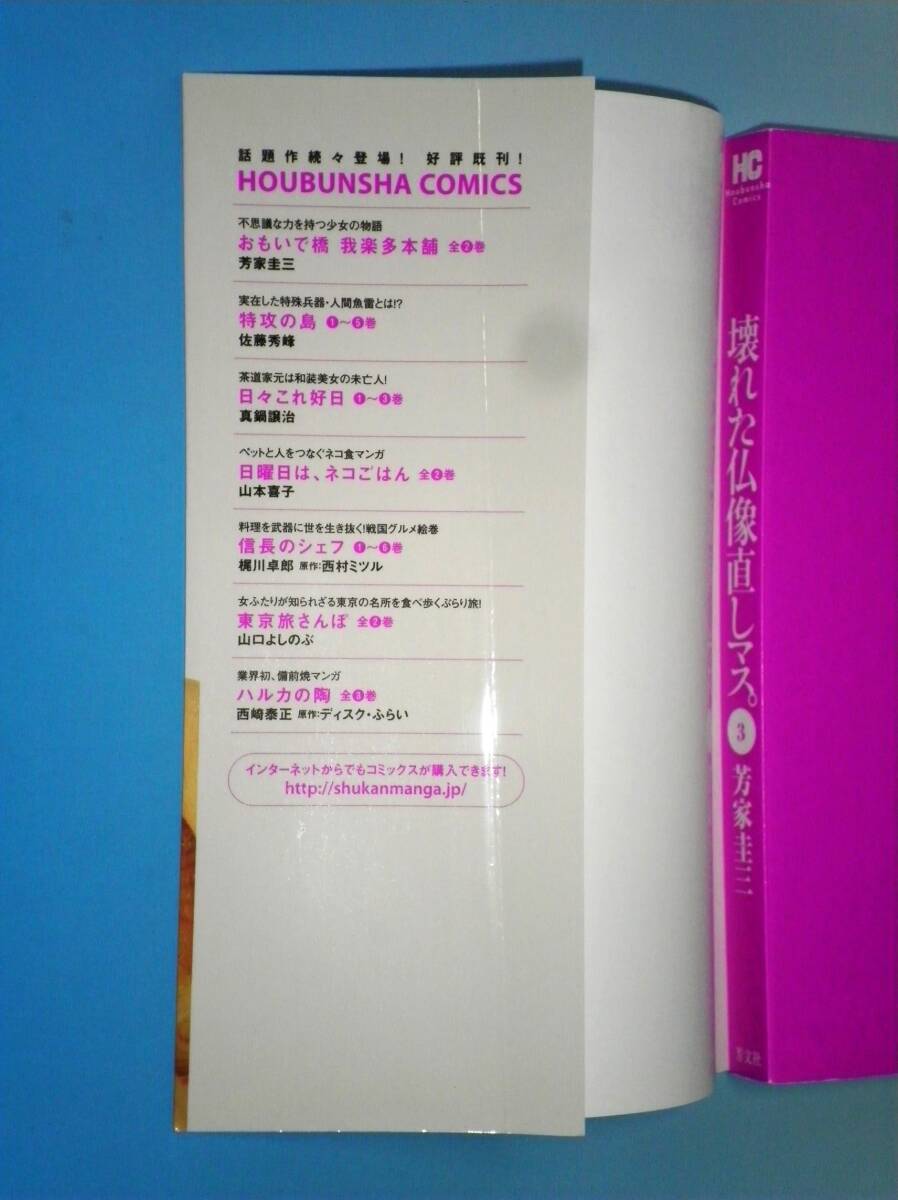 話題作続々登場! 好評既刊!
HOUBUNSHA COMICS
不思議な力を持つ少女の物語
おもいで橋 我楽多本舗 全❷巻
芳家圭三
実在した特殊兵器・人間魚雷とは!?
特攻の島 ❶〜❺巻
佐藤秀峰
茶道家元は和装美女の未亡人!
日々これ好日 ❶〜❸巻
真鍋譲治
ペットと人をつなぐネコ食マンガ
日曜日は、ネコごはん 全❷巻
山本喜子
料理を武器に世を生き抜く!戦国グルメ絵巻
信長のシェフ ❶〜❻巻
梶川卓郎 原作:西村ミツル
女ふたりが知られざる東京の名所を食べ歩くぶらり旅!
東京旅さんぽ 全❷巻
山口よしのぶ
業界初、備前焼マンガ
ハルカの陶 全❸巻
西崎泰正 原作:ディスク・ふらい
インターネットからでもコミックスが購入できます!
http://shukanmanga.jp/
HC
Houbunsha
Comics
壊れた仏像直しマス。 3 芳家圭三
芳文社